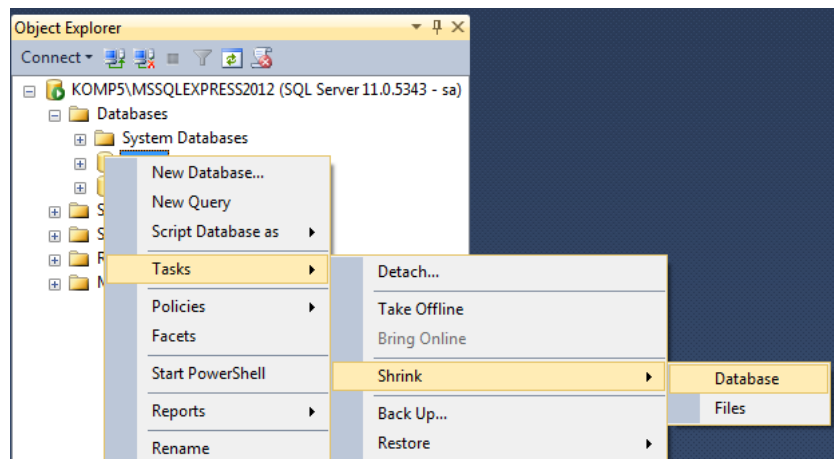 Object Explorer
Connect
KOMP5\MSSQLEXPRESS2012 (SQL Server 11.0.5343 - sa)
Databases
System Databases
New Database...
New Query
Script Database as
Tasks
Policies
Facets
Start PowerShell
Reports
Rename
Detach...
Take Offline
Bring Online
Shrink
Back Up...
Restore
Database
Files